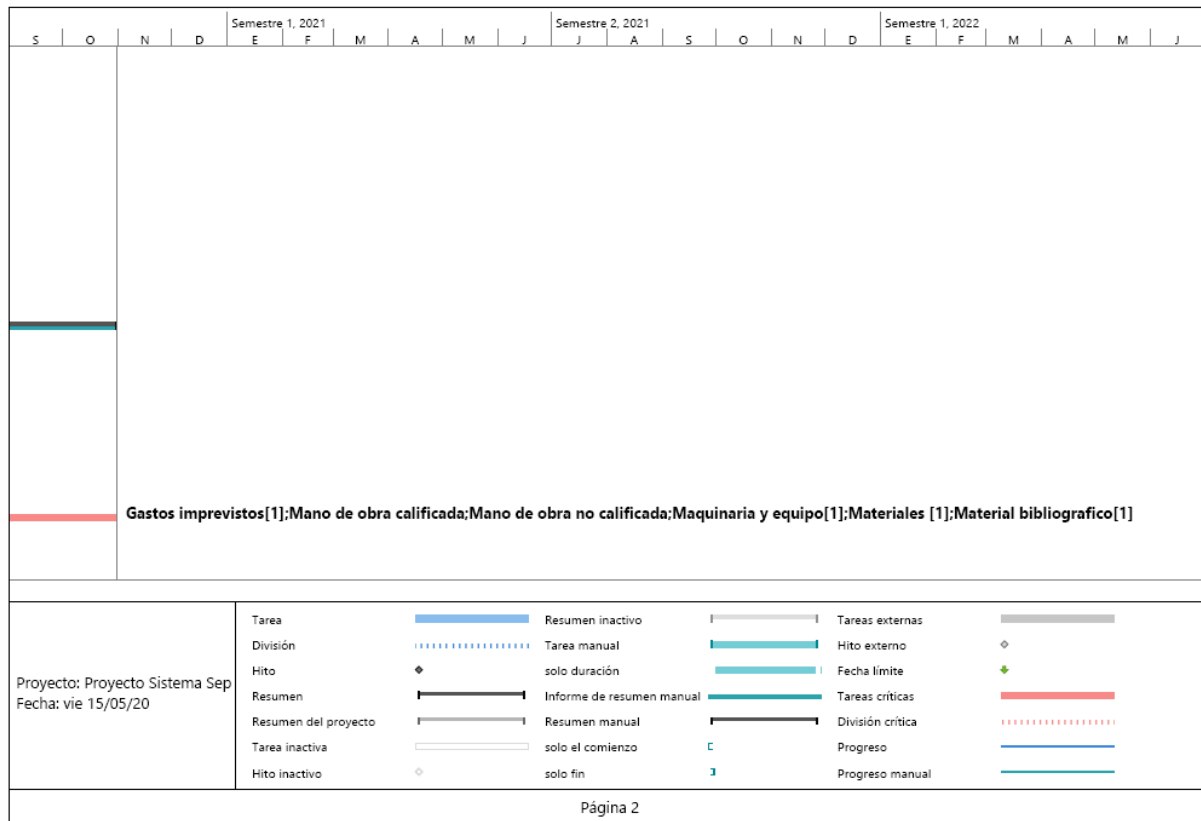 Semestre 1, 2021 Semestre 2, 2021 Semestre 1, 2022
S O N D E F M A M J J A S O N D E F M A M J
Gastos imprevistos[1];Mano de obra calificada;Mano de obra no calificada;Maquinaria y equipo[1];Materiales [1];Material bibliografico[1]
Proyecto: Proyecto Sistema Sep
Fecha: vie 15/05/20
Tarea Resumen inactivo Tareas externas
División Tarea manual Hito externo
Hito solo duración Fecha límite
Resumen Informe de resumen manual Tareas críticas
Resumen del proyecto Resumen manual División crítica
Tarea inactiva solo el comienzo Progreso
Hito inactivo solo fin Progreso manual
Página 2